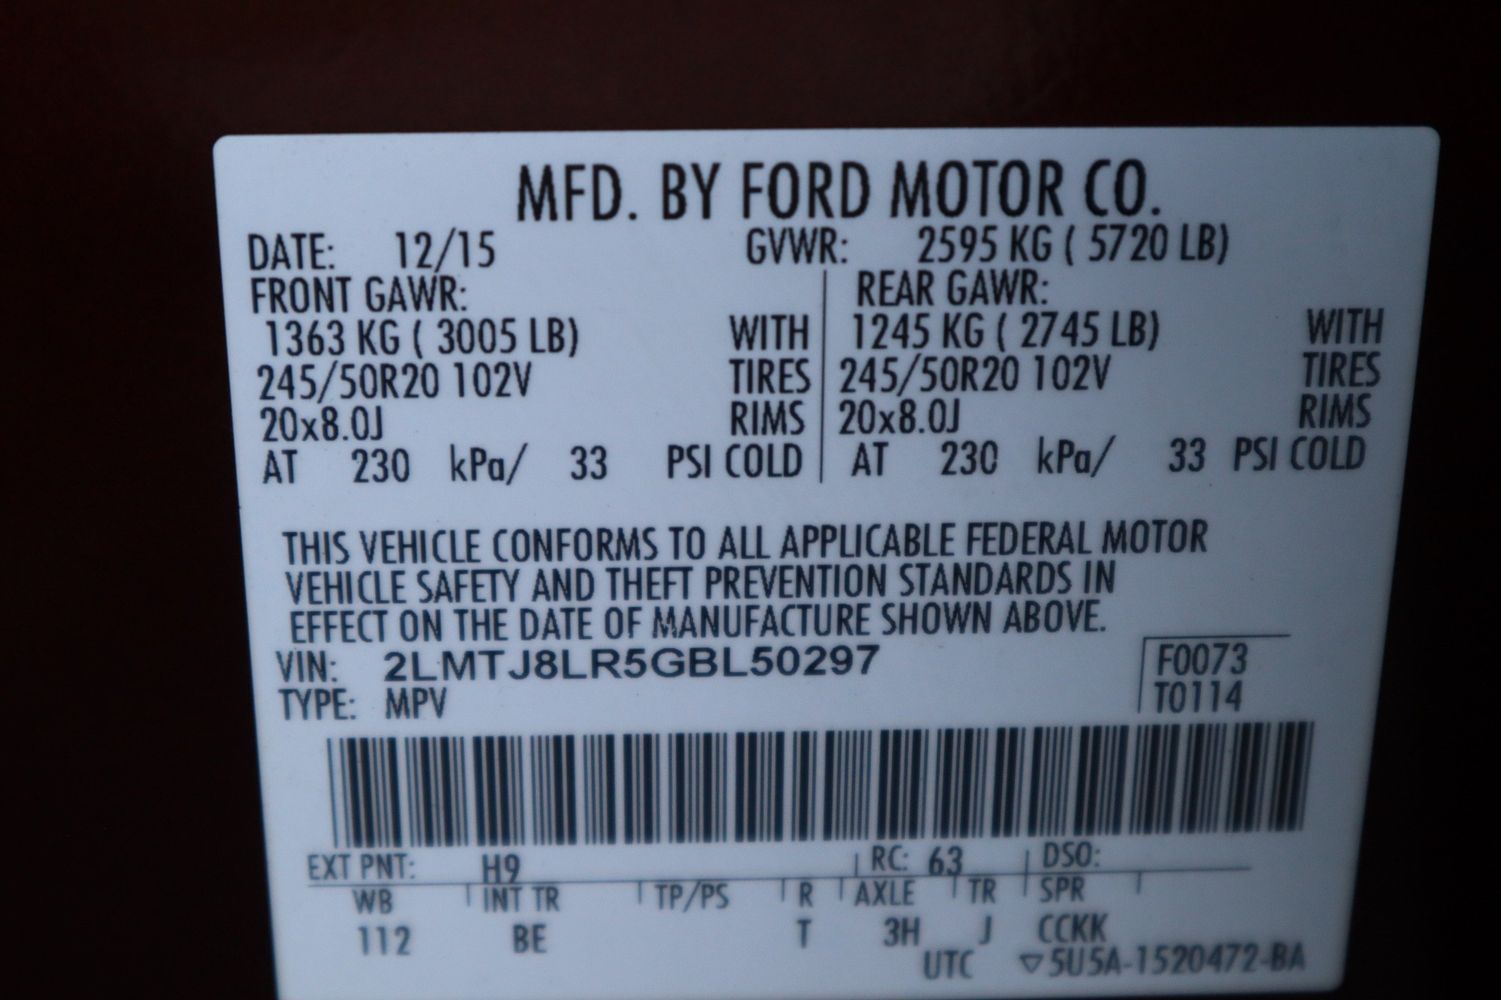 MFD. BY FORD MOTOR CO.
DATE: 12/15 GVWR: 2595 KG ( 5720 LB)
FRONT GAWR: REAR GAWR:
1363 KG ( 3005 LB) WITH 1245 KG ( 2745 LB) WITH
245/50R20 102V TIRES 245/50R20 102V TIRES
20x8.0J RIMS 20x8.0J RIMS
AT 230 kPa/ 33 PSI COLD AT 230 kPa/ 33 PSI COLD
THIS VEHICLE CONFORMS TO ALL APPLICABLE FEDERAL MOTOR
VEHICLE SAFETY AND THEFT PREVENTION STANDARDS IN
EFFECT ON THE DATE OF MANUFACTURE SHOWN ABOVE.
VIN: 2LMTJ8LR5GBL50297 F0073
TYPE: MPV T0114
EXT PNT: H9 RC: 63 DSO:
WB INT TR TP/PS R AXLE TR SPR
112 BE T 3H J CCKK
UTC ▽5U5A-1520472-BA